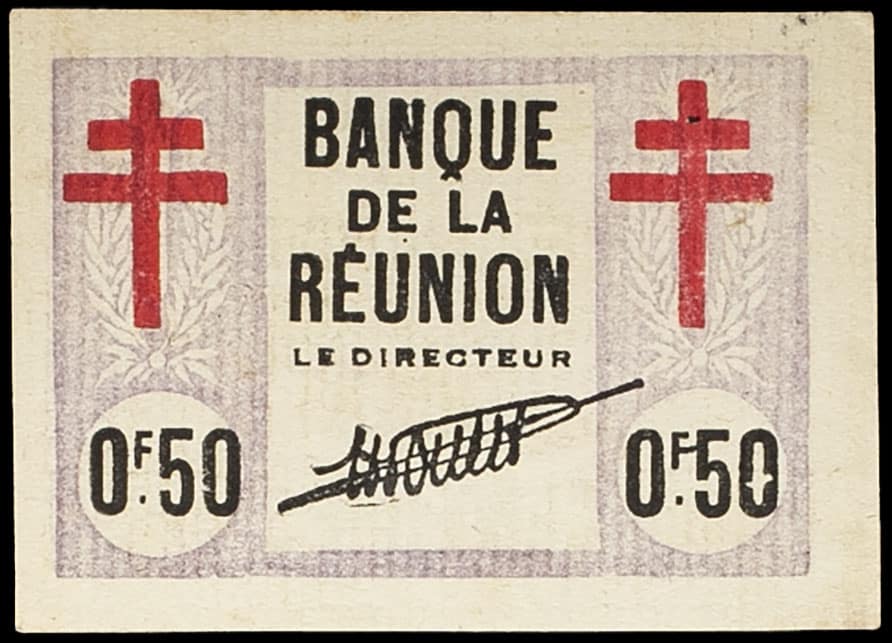 BANQUE
DE LA
RÉUNION
LE DIRECTEUR
0F.50
0F.50